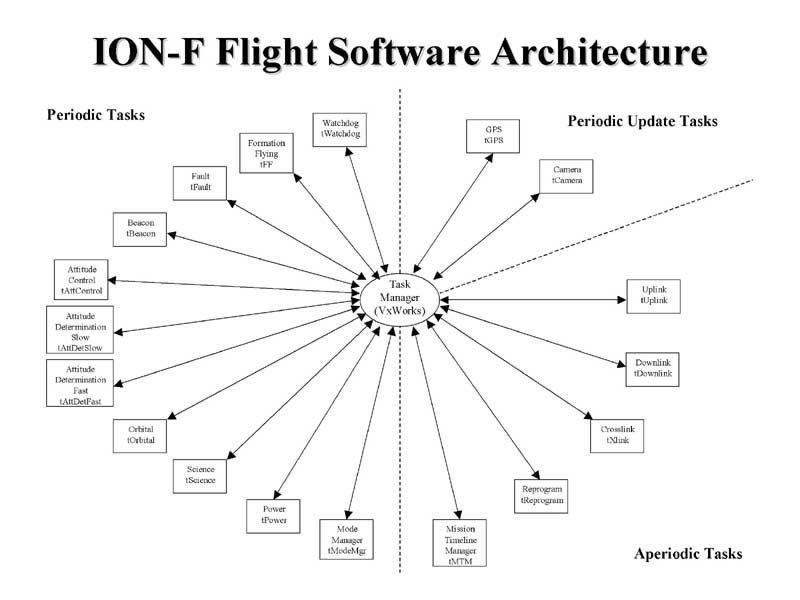 ION-F Flight Software Architecture
Periodic Tasks
Periodic Update Tasks
Watchdog
tWatchdog
Formation
Flying
tFF
Fault
tFault
Beacon
tBeacon
Attitude
Control
tAttControl
Attitude
Determination
Slow
tAttDetSlow
Attitude
Determination
Fast
tAttDetFast
Orbital
tOrbital
Science
tScience
Power
tPower
Mode
Manager
tModeMgr
Task
Manager
(VxWorks)
GPS
tGPS
Camera
tCamera
Uplink
tUplink
Downlink
tDownlink
Crosslink
tXlink
Reprogram
tReprogram
Mission
Timeline
Manager
tMTM
Aperiodic Tasks